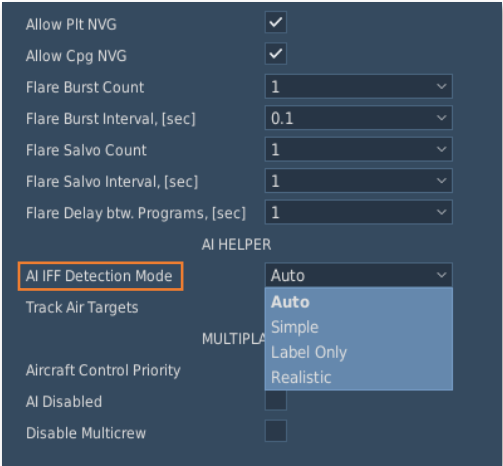 Allow Plt NVG
Allow Cpg NVG
Flare Burst Count 1
Flare Burst Interval, [sec] 0.1
Flare Salvo Count 1
Flare Salvo Interval, [sec] 1
Flare Delay btw. Programs, [sec] 1
AI HELPER
AI IFF Detection Mode Auto
Auto
Track Air Targets
Simple
MULTIPLA
Label Only
Aircraft Control Priority
Realistic
AI Disabled
Disable Multicrew